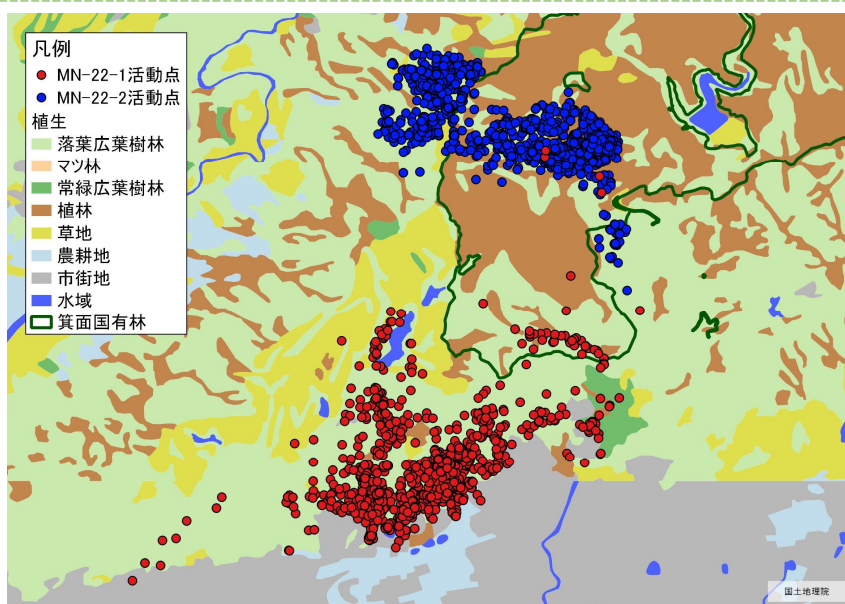 凡例
MN-22-1活動点
MN-22-2活動点
植生
落葉広葉樹林
マツ林
常緑広葉樹林
植林
草地
農耕地
市街地
水域
箕面国有林
国土地理院